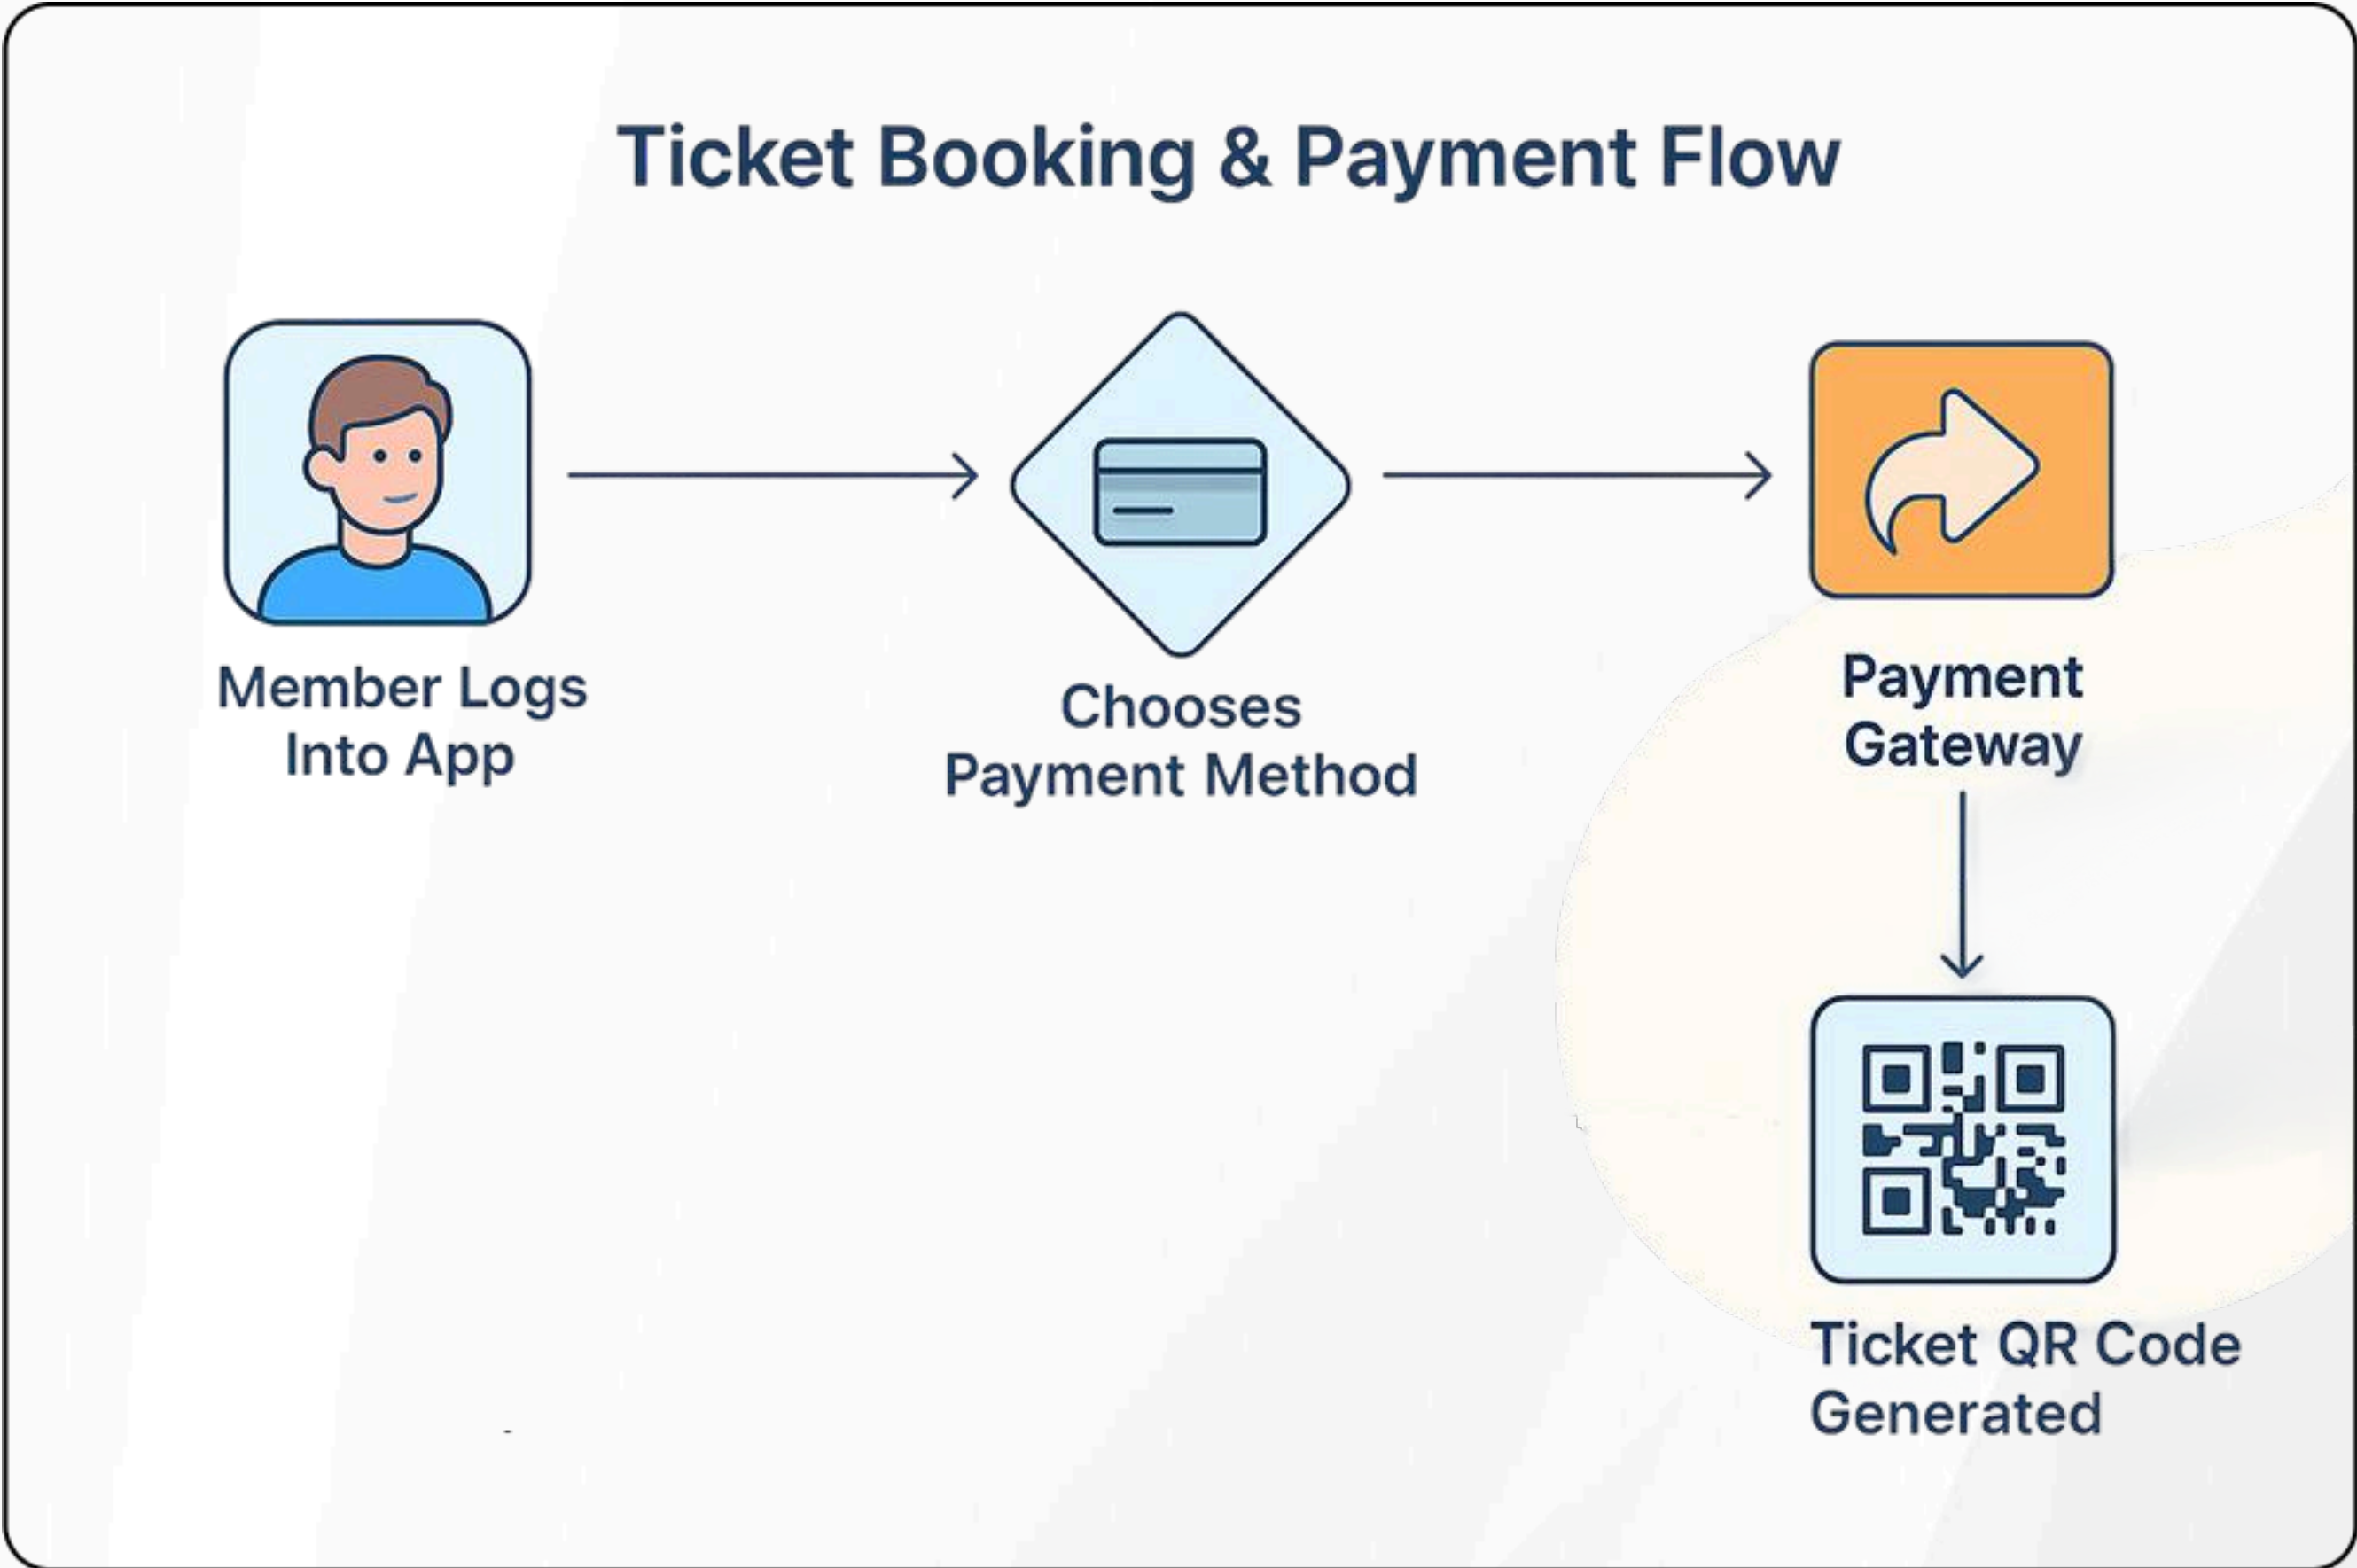 Ticket Booking & Payment Flow
Member Logs
Into App
Chooses
Payment Method
Payment
Gateway
Ticket QR Code
Generated